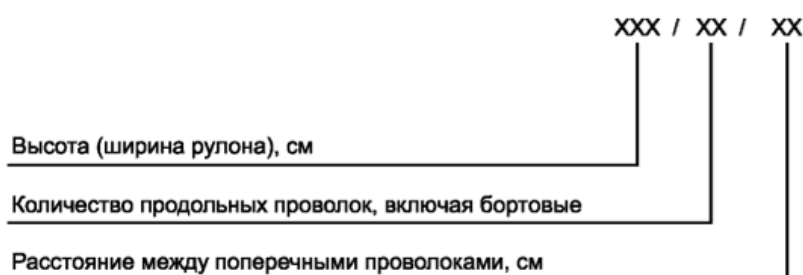 XXX / XX / XX
Высота (ширина рулона), см
Количество продольных проволок, включая бортовые
Расстояние между поперечными проволоками, см